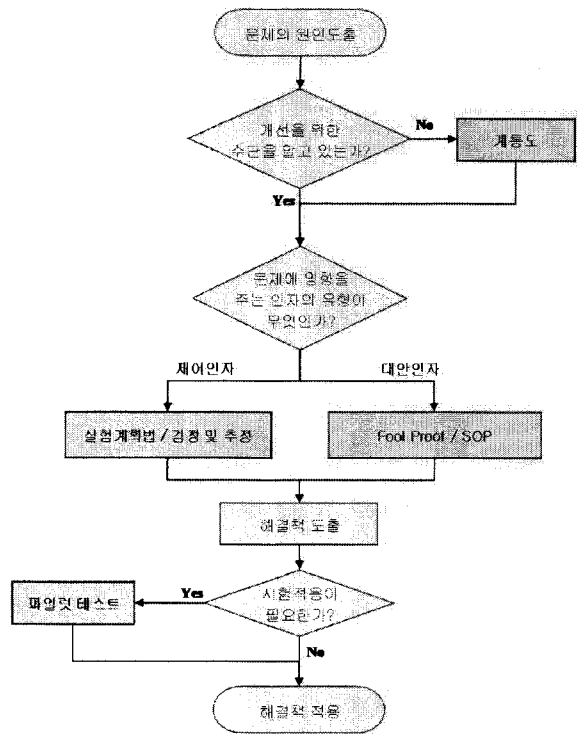 문제의 원인도출
개선을 위한
수단을 알고 있는가?
No
계통도
Yes
문제에 영향을
주는 인자의 유형이
무엇인가?
제어인자
대안인자
실험계획법 / 검정 및 추정
Fool Proof / SOP
해결책 도출
시험적용이
필요한가?
Yes
파일럿 테스트
No
해결책 적용